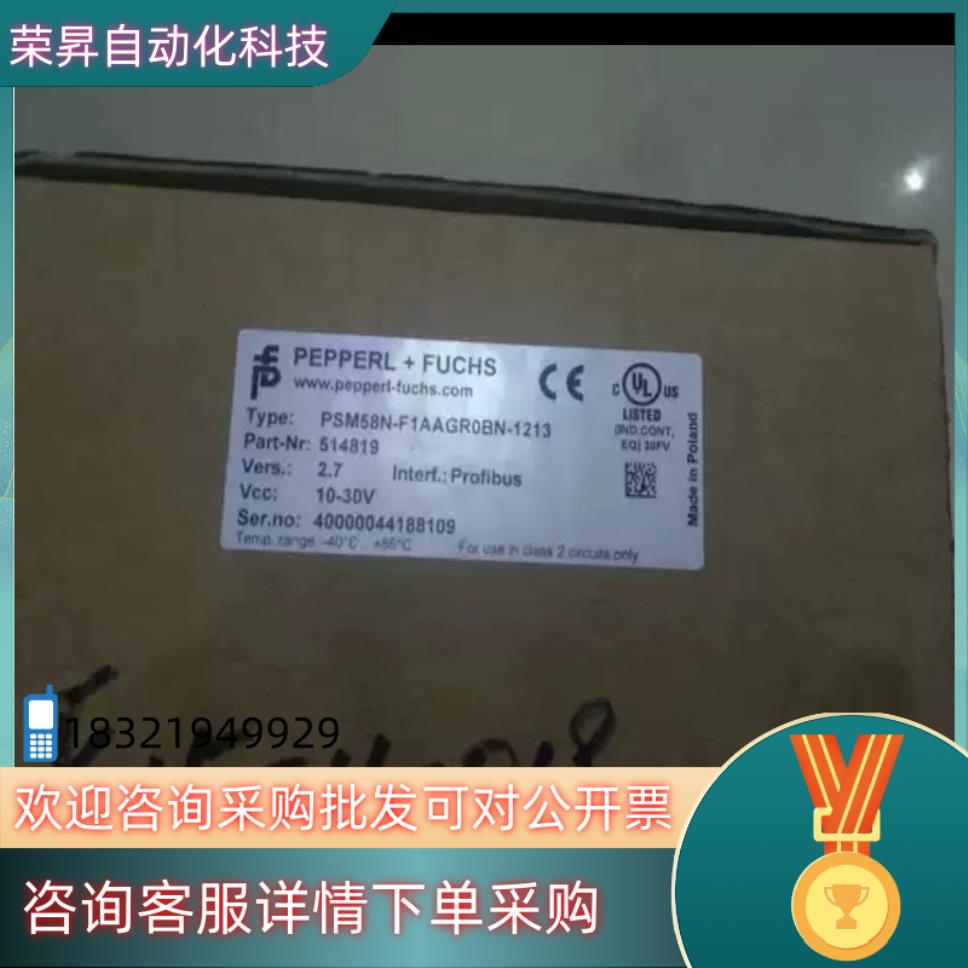 荣昇自动化科技
PEPPERL + FUCHS
www.pepperl-fuchs.com
CE
C UL US
LISTED
IND.CONT.
EQ| 30FV
Type: PSM58N-F1AAGR0BN-1213
Part-Nr: 514819
Vers.: 2.7 Interf.: Profibus
Vcc: 10-30V
Ser.no: 40000044188109
Temp. range -40°C .. +85°C For use in class 2 circuits only
Made in Poland
18321949929
欢迎咨询采购批发可对公开票
咨询客服详情下单采购